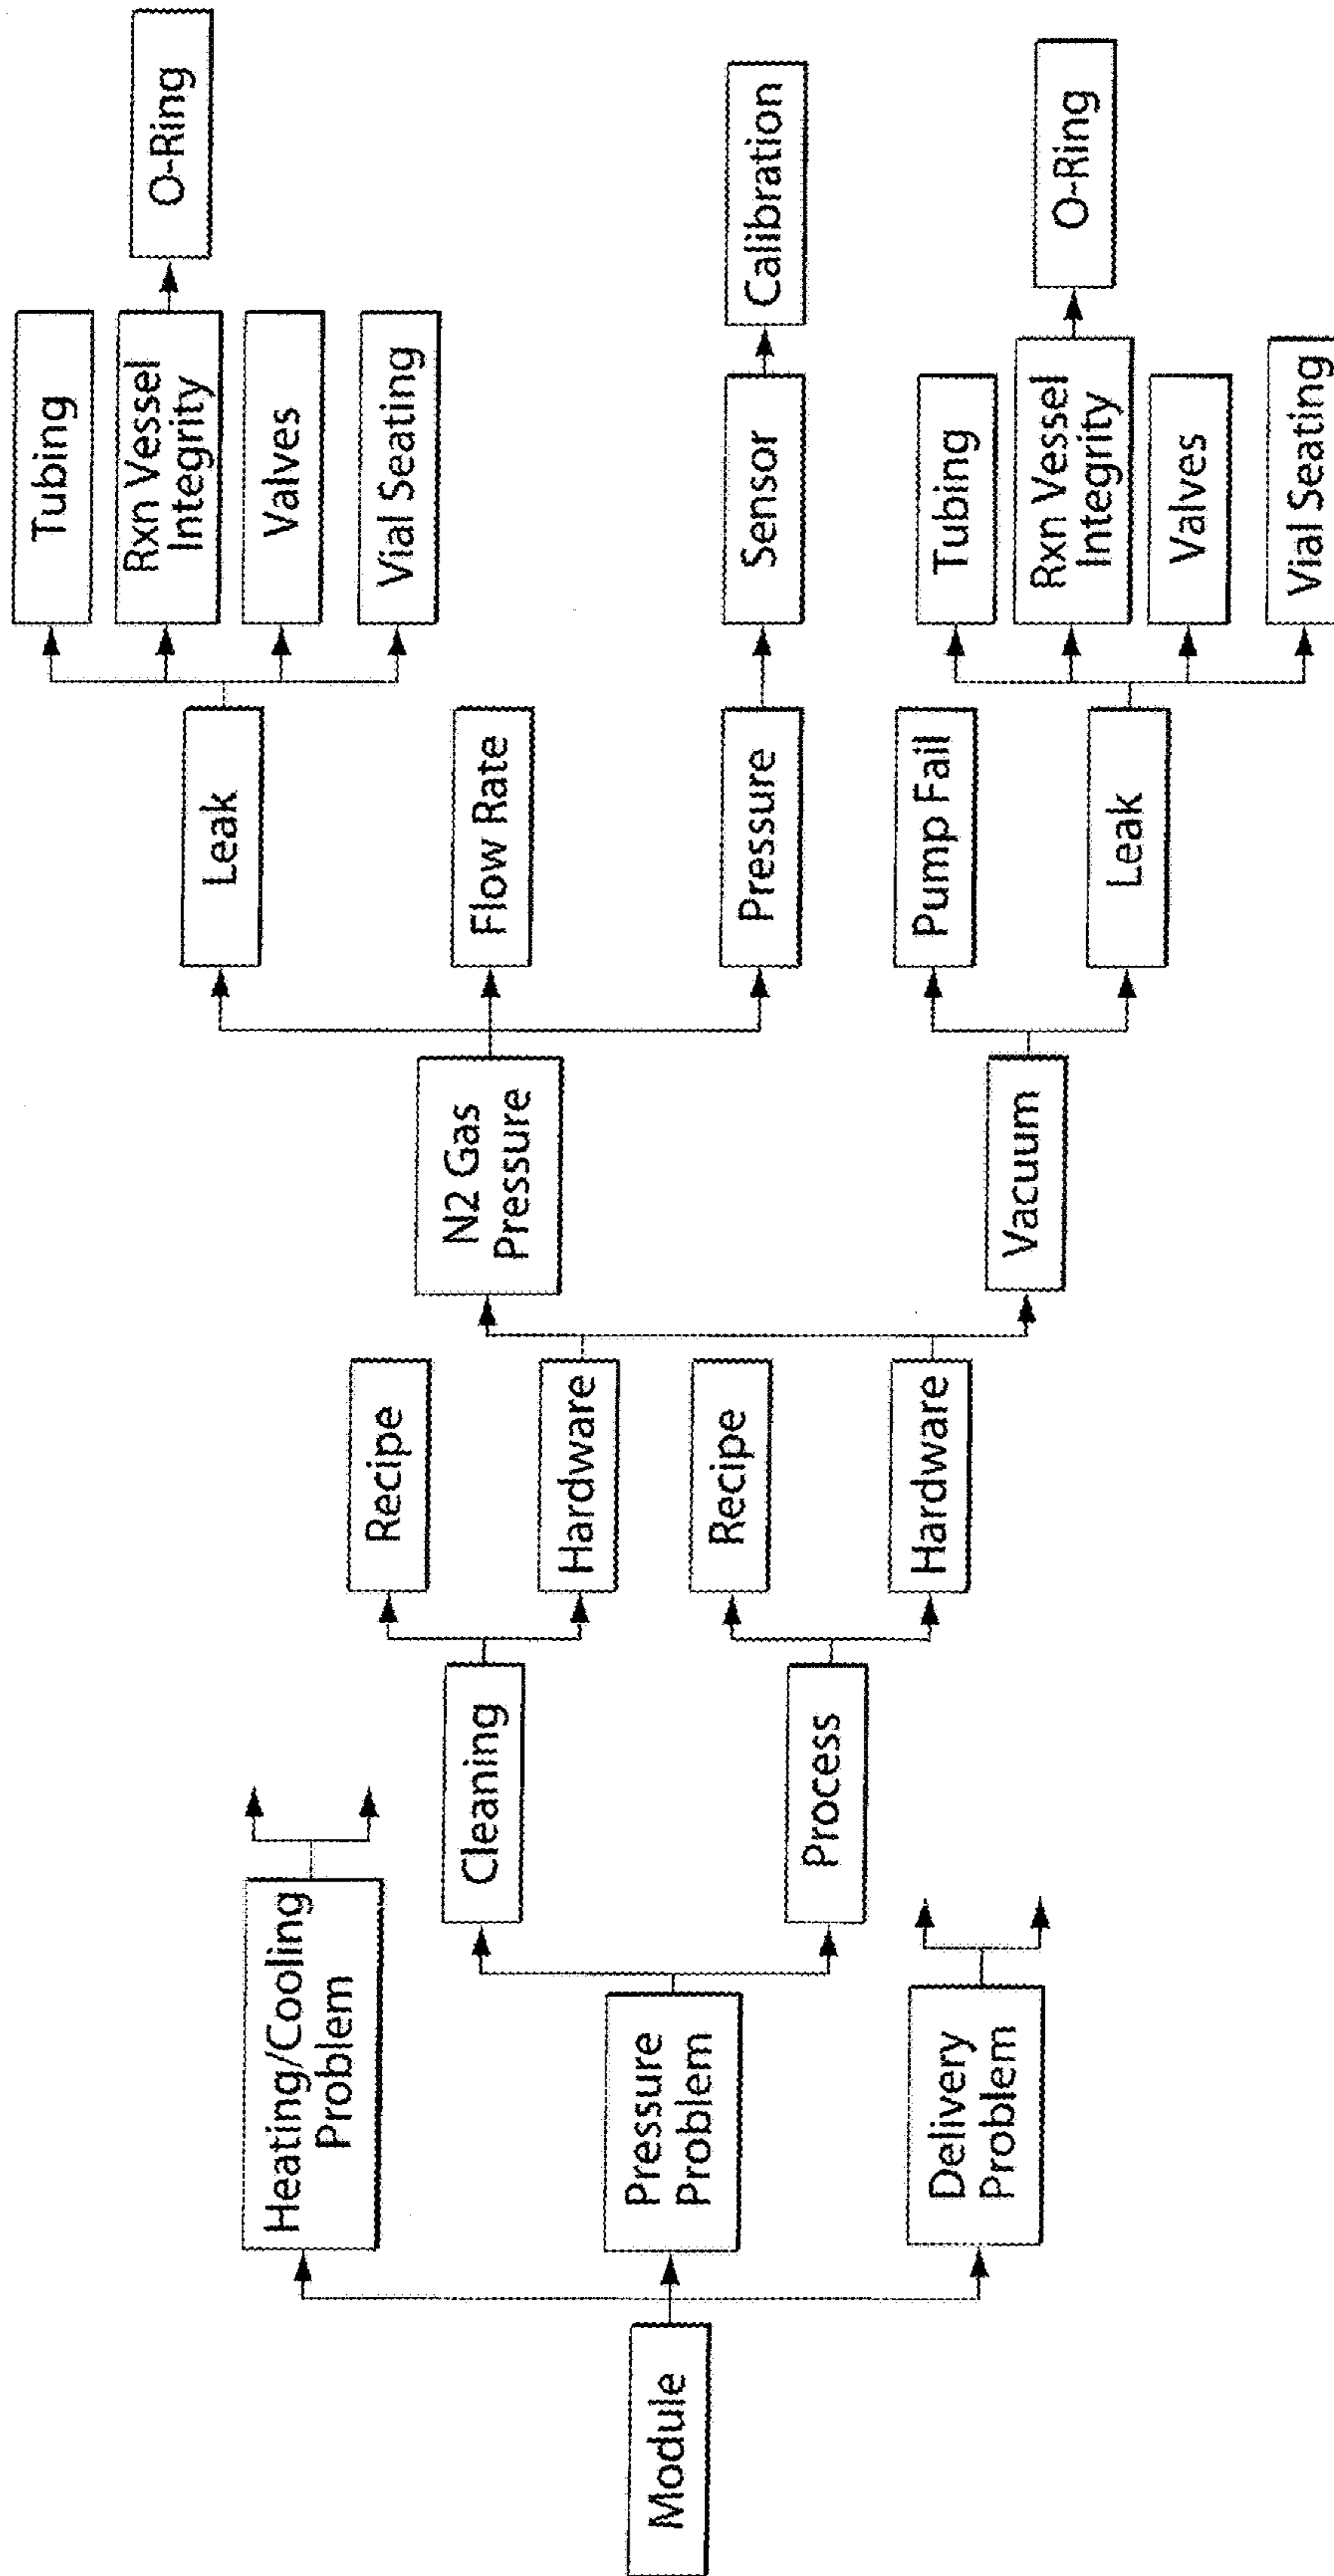 Module
Heating/Cooling
Problem
Pressure
Problem
Delivery
Problem
Cleaning
Process
Recipe
Hardware
Recipe
Hardware
N2 Gas
Pressure
Vacuum
Leak
Flow Rate
Pressure
Pump Fail
Leak
Tubing
Rxn Vessel
Integrity
Valves
Vial Seating
Sensor
Tubing
Rxn Vessel
Integrity
Valves
Vial Seating
O-Ring
Calibration
O-Ring